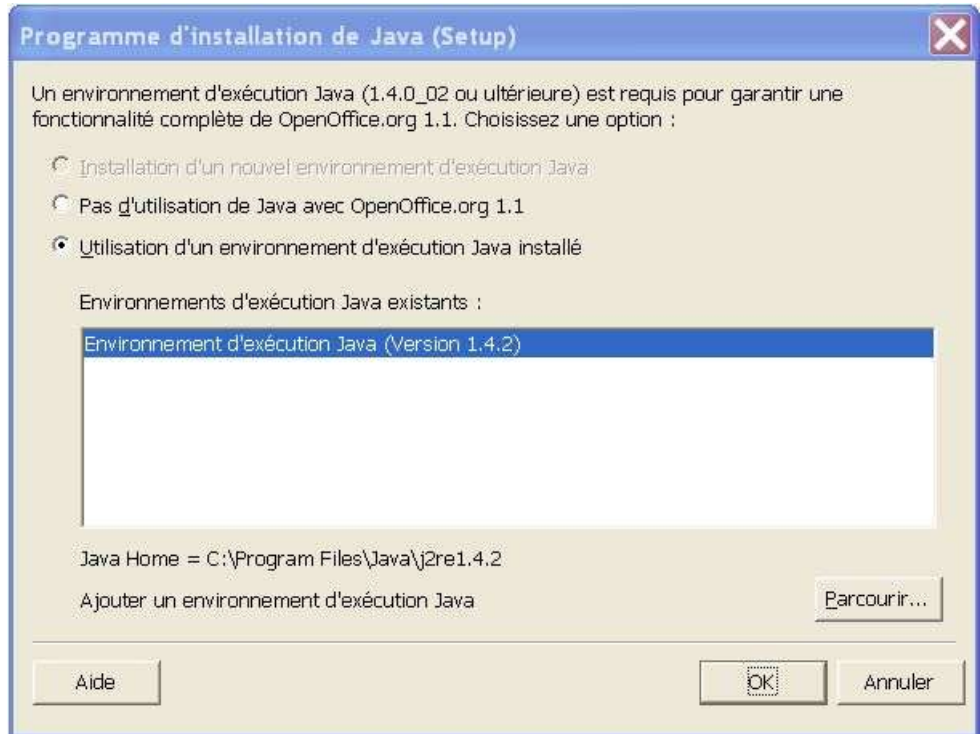 Programme d'installation de Java (Setup)
Un environnement d'exécution Java (1.4.0_02 ou ultérieure) est requis pour garantir une
fonctionnalité complète de OpenOffice.org 1.1. Choisissez une option :
Installation d'un nouvel environnement d'exécution Java
Pas d'utilisation de Java avec OpenOffice.org 1.1
Utilisation d'un environnement d'exécution Java installé
Environnements d'exécution Java existants :
Environnement d'exécution Java (Version 1.4.2)
Java Home = C:\Program Files\Java\j2re1.4.2
Ajouter un environnement d'exécution Java
Parcourir...
Aide
OK
Annuler